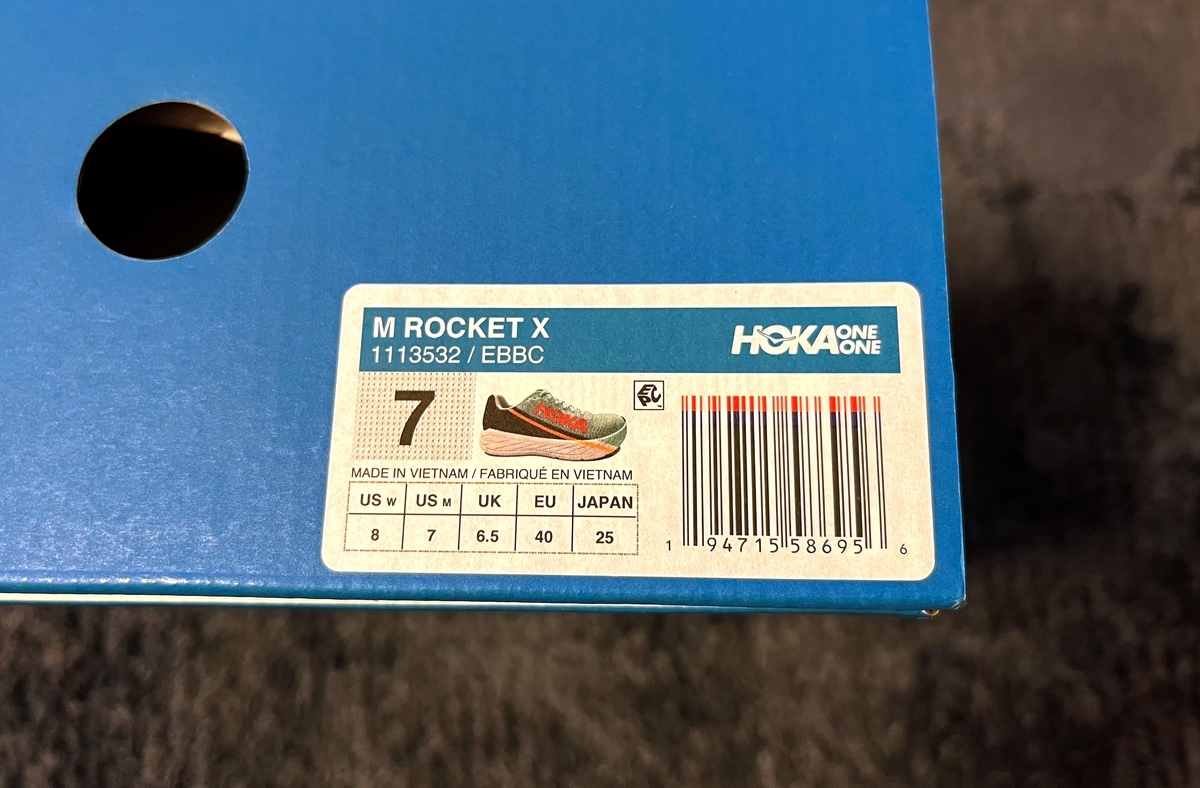 M ROCKET X
1113532 / EBBC
HOKA ONE ONE
7
HOKA
EPC
MADE IN VIETNAM / FABRIQUÉ EN VIETNAM
US W US M UK EU JAPAN
8 7 6.5 40 25
1 94715 58695 6